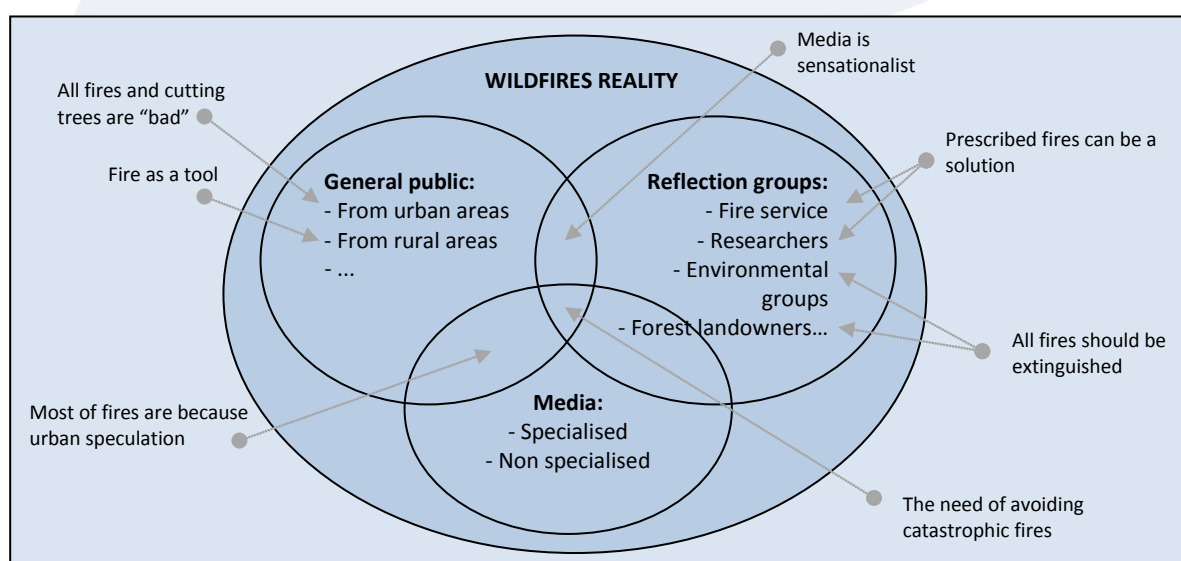 Media is
sensationalist
WILDFIRES REALITY
All fires and cutting
trees are “bad”
Fire as a tool
General public:
- From urban areas
- From rural areas
- ...
Reflection groups:
- Fire service
- Researchers
- Environmental
groups
- Forest landowners…
Prescribed fires can be a
solution
All fires should be
extinguished
Most of fires are because
urban speculation
Media:
- Specialised
- Non specialised
The need of avoiding
catastrophic fires